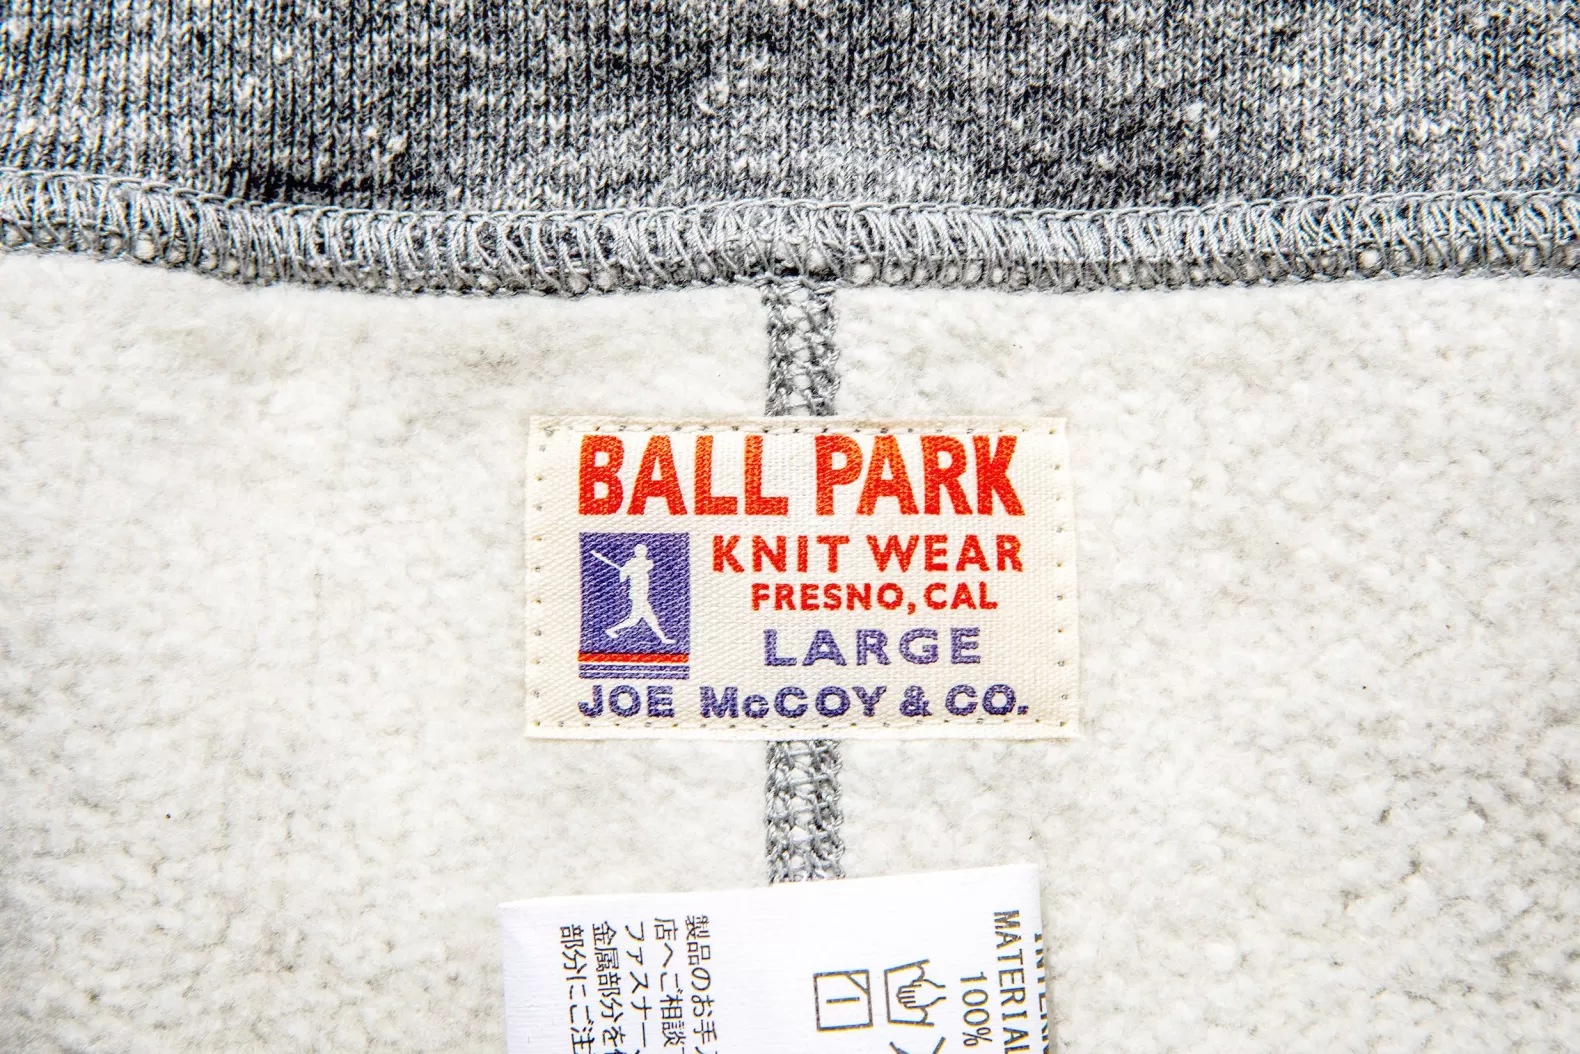 BALL PARK
KNIT WEAR
FRESNO, CAL
LARGE
JOE McCOY & CO.
MATERIAL
100%
製品のお手
店へご相談
ファスナー
金属部分を
部分にご注